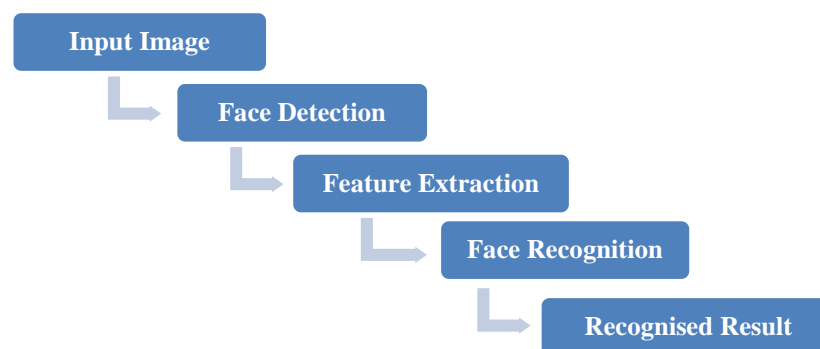 Input Image
Face Detection
Feature Extraction
Face Recognition
Recognised Result